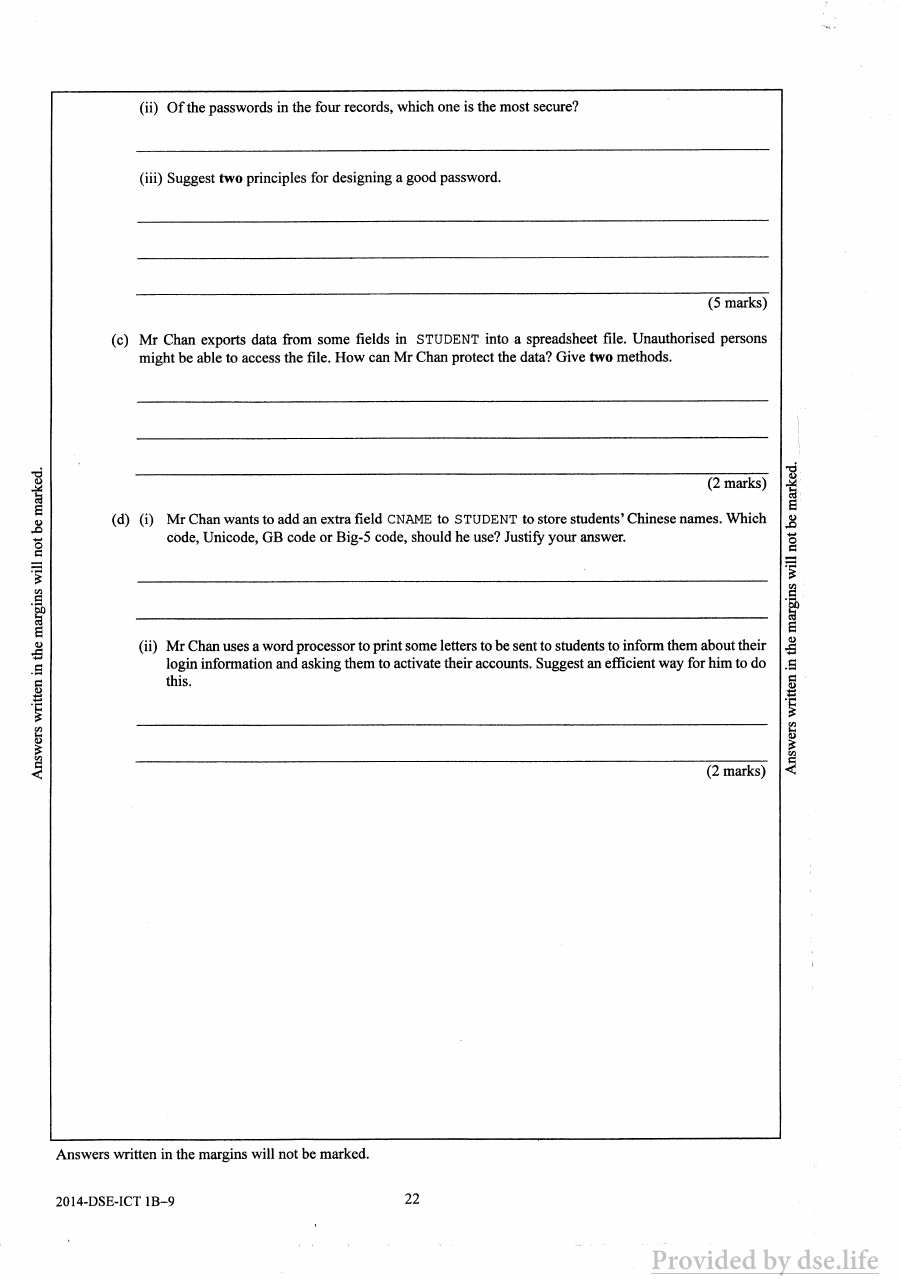 (ii) Of the passwords in the four records, which one is the most secure?
(iii) Suggest two principles for designing a good password.
(5 marks)
(c) Mr Chan exports data from some fields in STUDENT into a spreadsheet file. Unauthorised persons
might be able to access the file. How can Mr Chan protect the data? Give two methods.
(2 marks)
(d) (i) Mr Chan wants to add an extra field CNAME to STUDENT to store students' Chinese names. Which
code, Unicode, GB code or Big-5 code, should he use? Justify your answer.
(ii) Mr Chan uses a word processor to print some letters to be sent to students to inform them about their
login information and asking them to activate their accounts. Suggest an efficient way for him to do
this.
(2 marks)
Answers written in the margins will not be marked.
Answers written in the margins will not be marked.
Answers written in the margins will not be marked.
2014-DSE-ICT 1B–9
22
Provided by dse.life